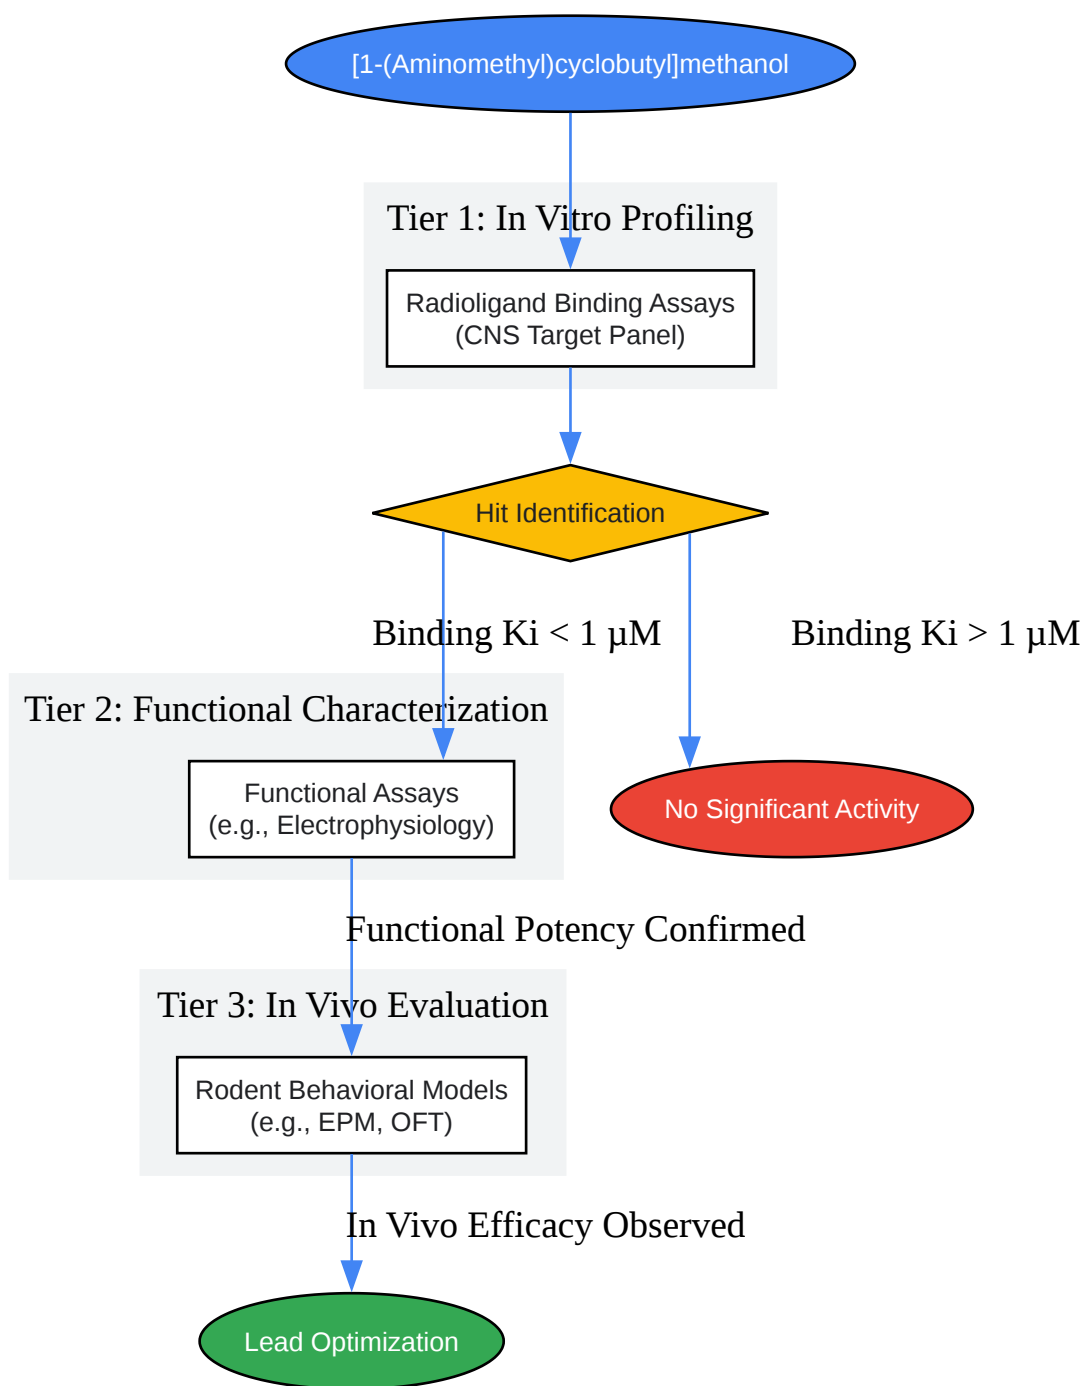 [1-(Aminomethyl)cyclobutyl]methanol
Tier 1: In Vitro Profiling
Radioligand Binding Assays
(CNS Target Panel)
Hit Identification
Binding Ki < 1 µM
Binding Ki > 1 µM
Tier 2: Functional Characterization
Functional Assays
(e.g., Electrophysiology)
No Significant Activity
Functional Potency Confirmed
Tier 3: In Vivo Evaluation
Rodent Behavioral Models
(e.g., EPM, OFT)
In Vivo Efficacy Observed
Lead Optimization